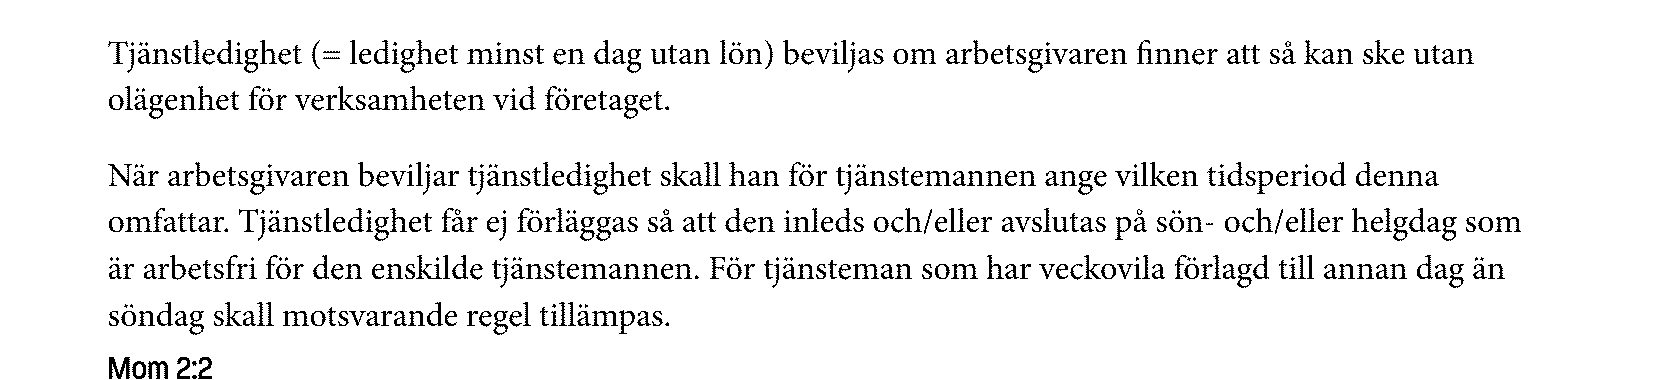 Tjänstledighet (= ledighet minst en dag utan lön) beviljas om arbetsgivaren finner att så kan ske utan
olägenhet för verksamheten vid företaget.
När arbetsgivaren beviljar tjänstledighet skall han för tjänstemannen ange vilken tidsperiod denna
omfattar. Tjänstledighet får ej förläggas så att den inleds och/eller avslutas på sön- och/eller helgdag som
är arbetsfri för den enskilde tjänstemannen. För tjänsteman som har veckovila förlagd till annan dag än
söndag skall motsvarande regel tillämpas.
Mom 2:2